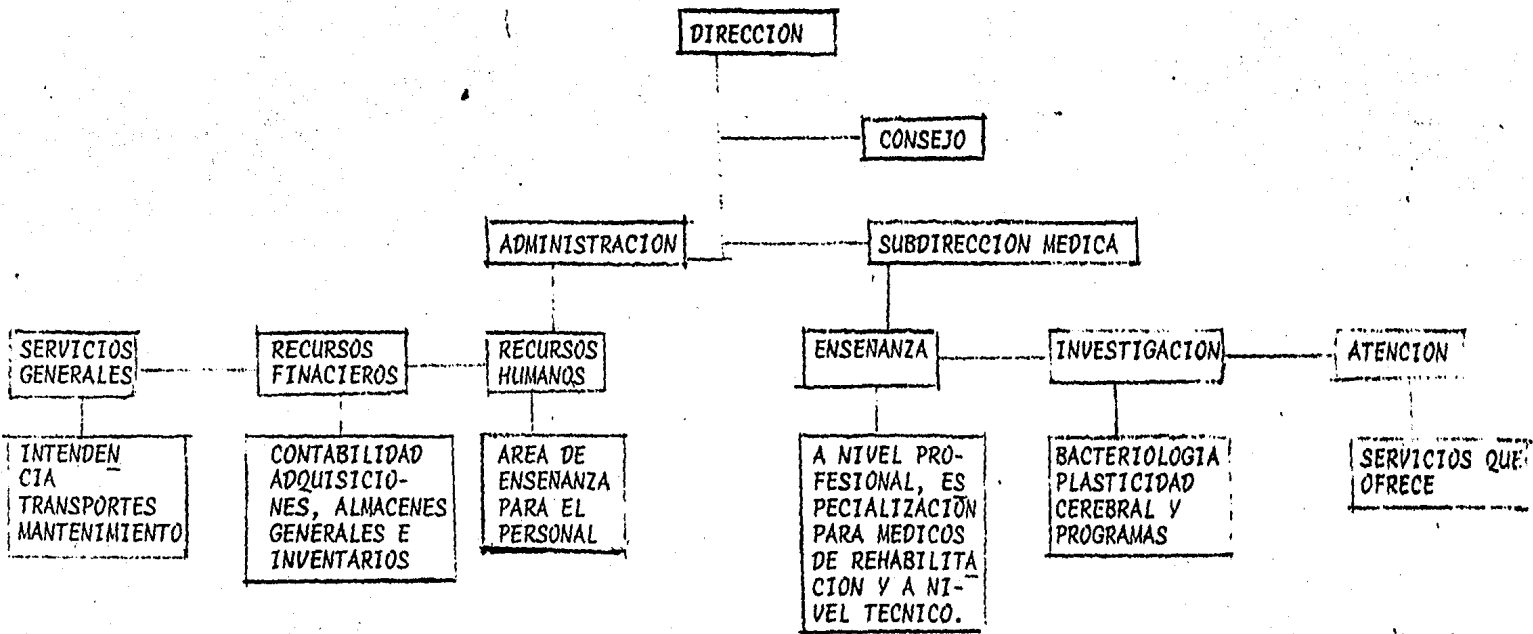 DIRECCION
CONSEJO
ADMINISTRACION
SUBDIRECCION MEDICA
SERVICIOS
GENERALES
RECURSOS
FINACIEROS
RECURSOS
HUMANOS
ENSEÑANZA
INVESTIGACION
ATENCION
INTENDEN
CIA
TRANSPORTES
MANTENIMIENTO
CONTABILIDAD
ADQUISICIO-
NES, ALMACENES
GENERALES E
INVENTARIOS
AREA DE
ENSEÑANZA
PARA EL
PERSONAL
A NIVEL PRO-
FESIONAL, ES
PECIALIZACION
PARA MEDICOS
DE REHABILITA
CION Y A NI-
VEL TECNICO.
BACTERIOLOGIA
PLASTICIDAD
CEREBRAL Y
PROGRAMAS
SERVICIOS QUE
OFRECE